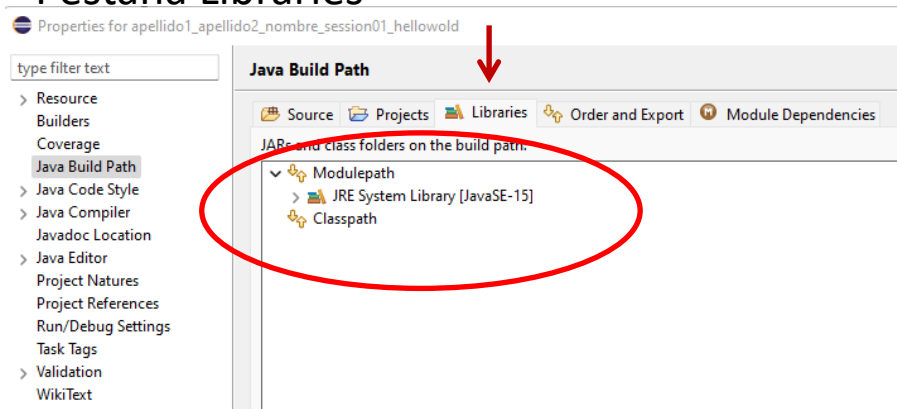 Pestaña Libraries
Properties for apellido1_apellido2_nombre_session01_hellowold
type filter text
Resource
Builders
Coverage
Java Build Path
Java Code Style
Java Compiler
Javadoc Location
Java Editor
Project Natures
Project References
Run/Debug Settings
Task Tags
Validation
WikiText
Java Build Path
Source Projects Libraries Order and Export Module Dependencies
JARs and class folders on the build path:
Modulepath
JRE System Library [JavaSE-15]
Classpath